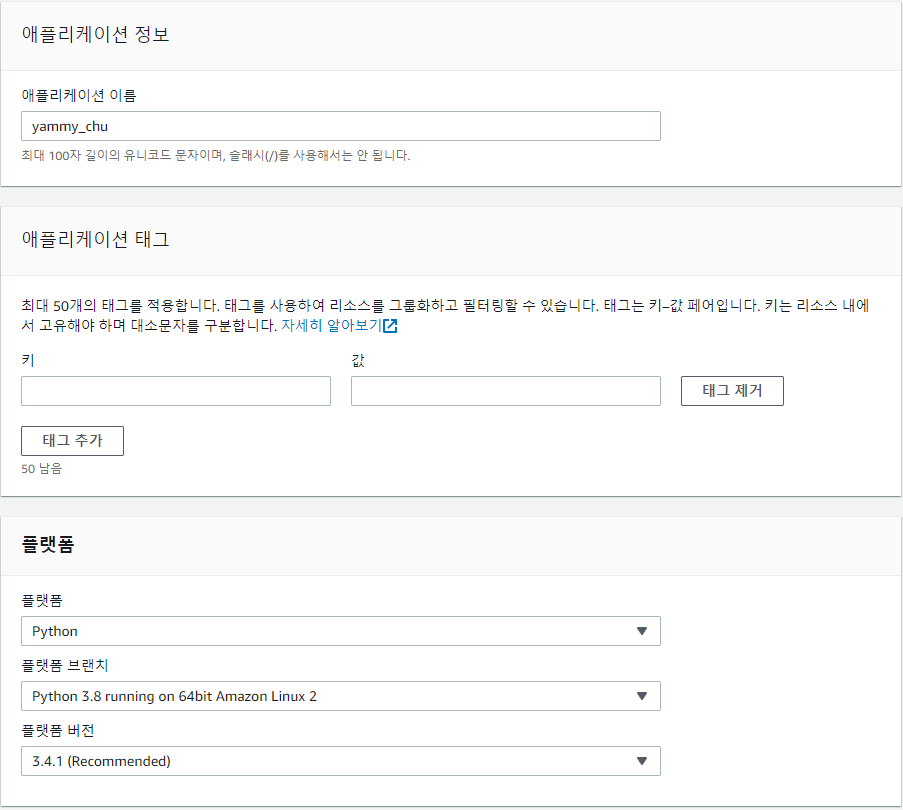 애플리케이션 정보
애플리케이션 이름
yammy_chu
최대 100자 길이의 유니코드 문자이며, 슬래시(/)를 사용해서는 안 됩니다.
애플리케이션 태그
최대 50개의 태그를 적용합니다. 태그를 사용하여 리소스를 그룹화하고 필터링할 수 있습니다. 태그는 키–값 페어입니다. 키는 리소스 내에
서 고유해야 하며 대소문자를 구분합니다. 자세히 알아보기
키 값
태그 제거
태그 추가
50 남음
플랫폼
플랫폼
Python
플랫폼 브랜치
Python 3.8 running on 64bit Amazon Linux 2
플랫폼 버전
3.4.1 (Recommended)